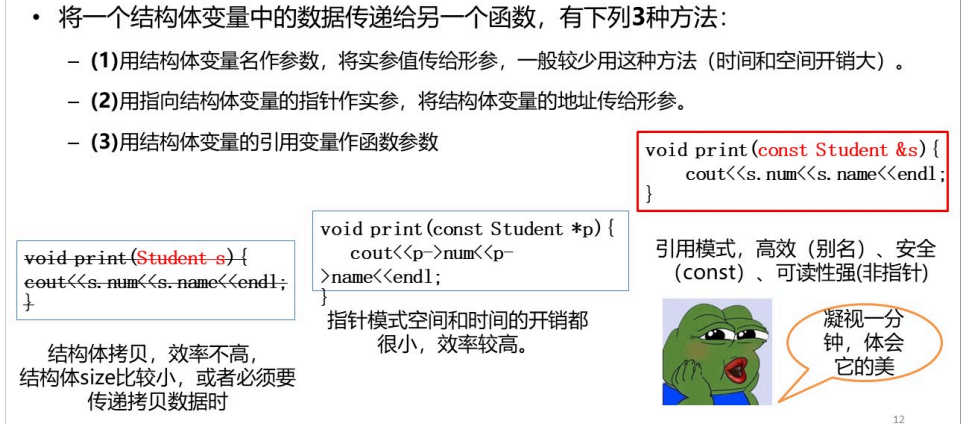 • 将一个结构体变量中的数据传递给另一个函数，有下列3种方法：
– (1)用结构体变量名作参数，将实参值传给形参，一般较少用这种方法（时间和空间开销大）。
– (2)用指向结构体变量的指针作实参，将结构体变量的地址传给形参。
– (3)用结构体变量的引用变量作函数参数
void print(const Student &s){
cout<<s.num<<s.name<<endl;
}
void print(const Student *p){
cout<<p->num<<p-
>name<<endl;
}
void print(Student s){
cout<<s.num<<s.name<<endl;
}
引用模式，高效（别名）、安全
（const）、可读性强(非指针)
指针模式空间和时间的开销都
很小，效率较高。
结构体拷贝，效率不高，
结构体size比较小，或者必须要
传递拷贝数据时
凝视一分
钟，体会
它的美
12